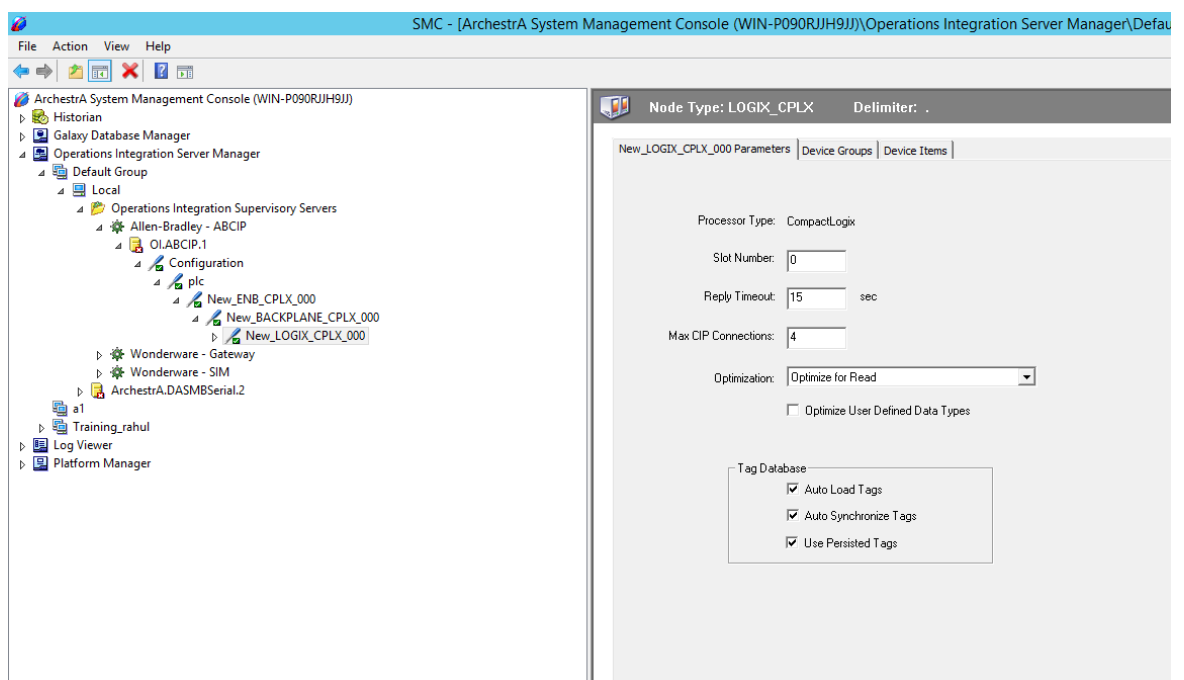 SMC - [ArchestrA System Management Console (WIN-P090RJJH9JJ)\Operations Integration Server Manager\Defau
File Action View Help
ArchestrA System Management Console (WIN-P090RJJH9JJ)
Historian
Galaxy Database Manager
Operations Integration Server Manager
Default Group
Local
Operations Integration Supervisory Servers
Allen-Bradley - ABCIP
OI.ABCIP.1
Configuration
plc
New_ENB_CPLX_000
New_BACKPLANE_CPLX_000
New_LOGIX_CPLX_000
Wonderware - Gateway
Wonderware - SIM
ArchestrA.DASMBSerial.2
a1
Training_rahul
Log Viewer
Platform Manager
Node Type: LOGIX_CPLX Delimiter: .
New_LOGIX_CPLX_000 Parameters Device Groups Device Items
Processor Type: CompactLogix
Slot Number: 0
Reply Timeout: 15 sec
Max CIP Connections: 4
Optimization: Optimize for Read
Optimize User Defined Data Types
Tag Database
Auto Load Tags
Auto Synchronize Tags
Use Persisted Tags